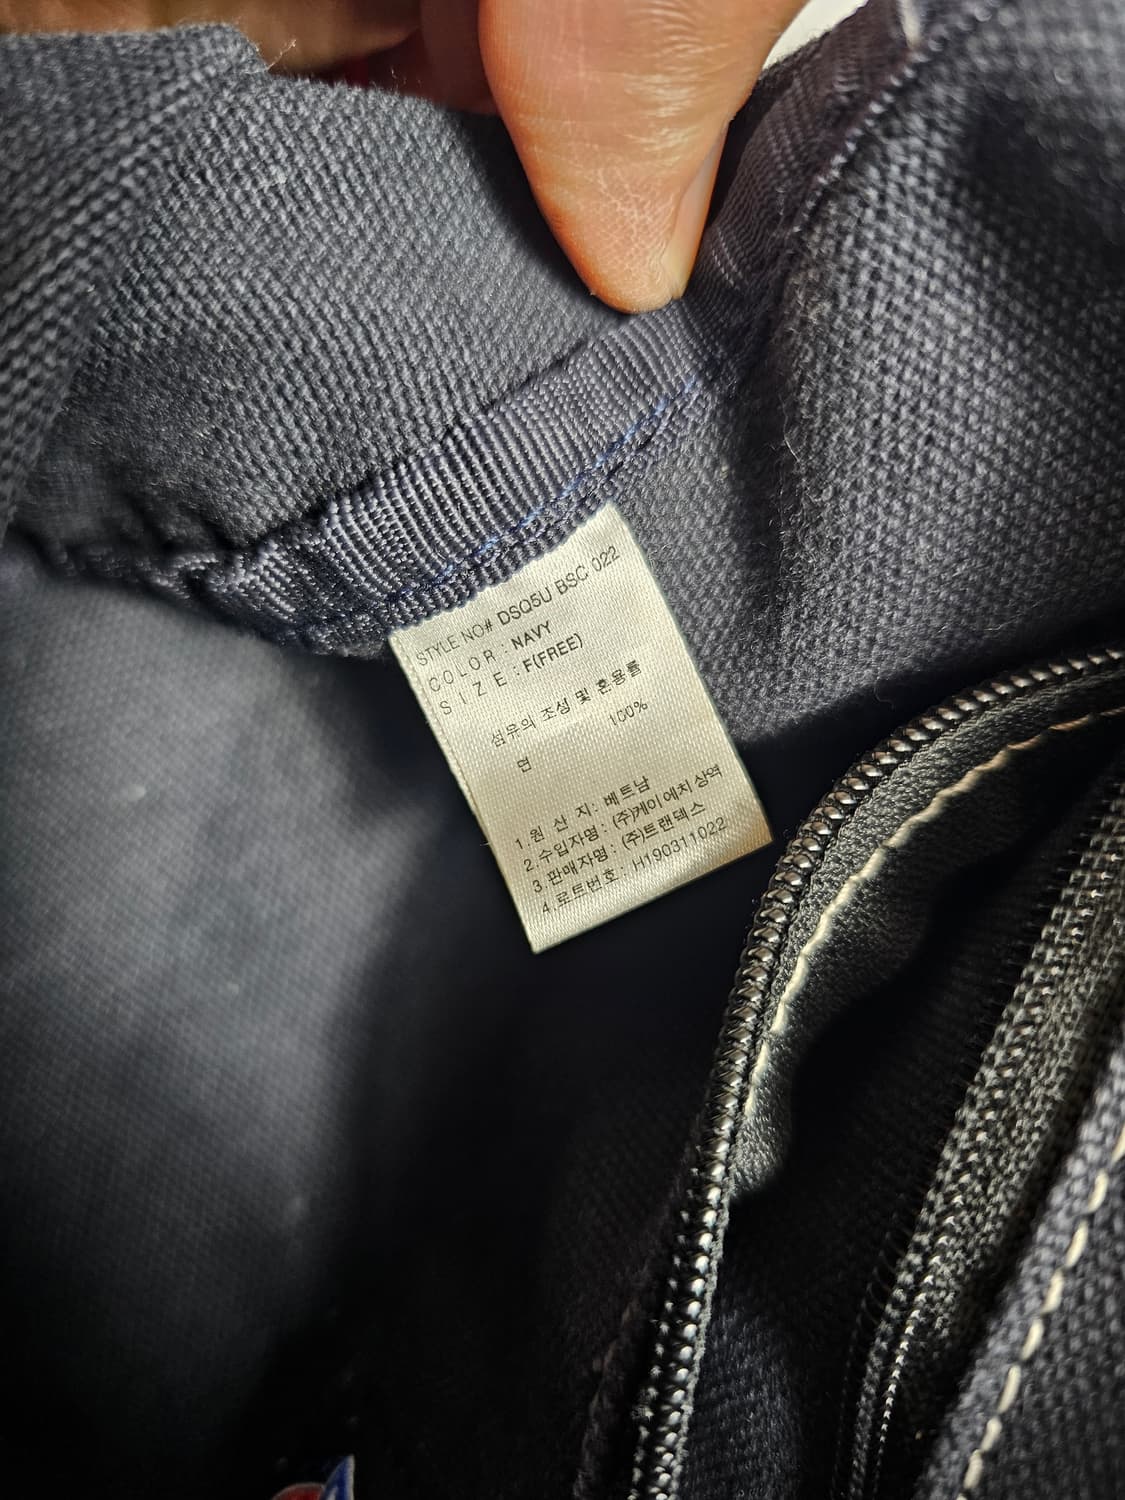 STYLE NO# DSQ5U BSC 022
COLOR : NAVY
SIZE : F(FREE)
섬유의 조성 및 혼용률
면 100%
1. 원 산 지: 베트남
2. 수입자명: (주)케이에치상역
3. 판매자명: (주)트랜덱스
4. 로트번호: H190311022